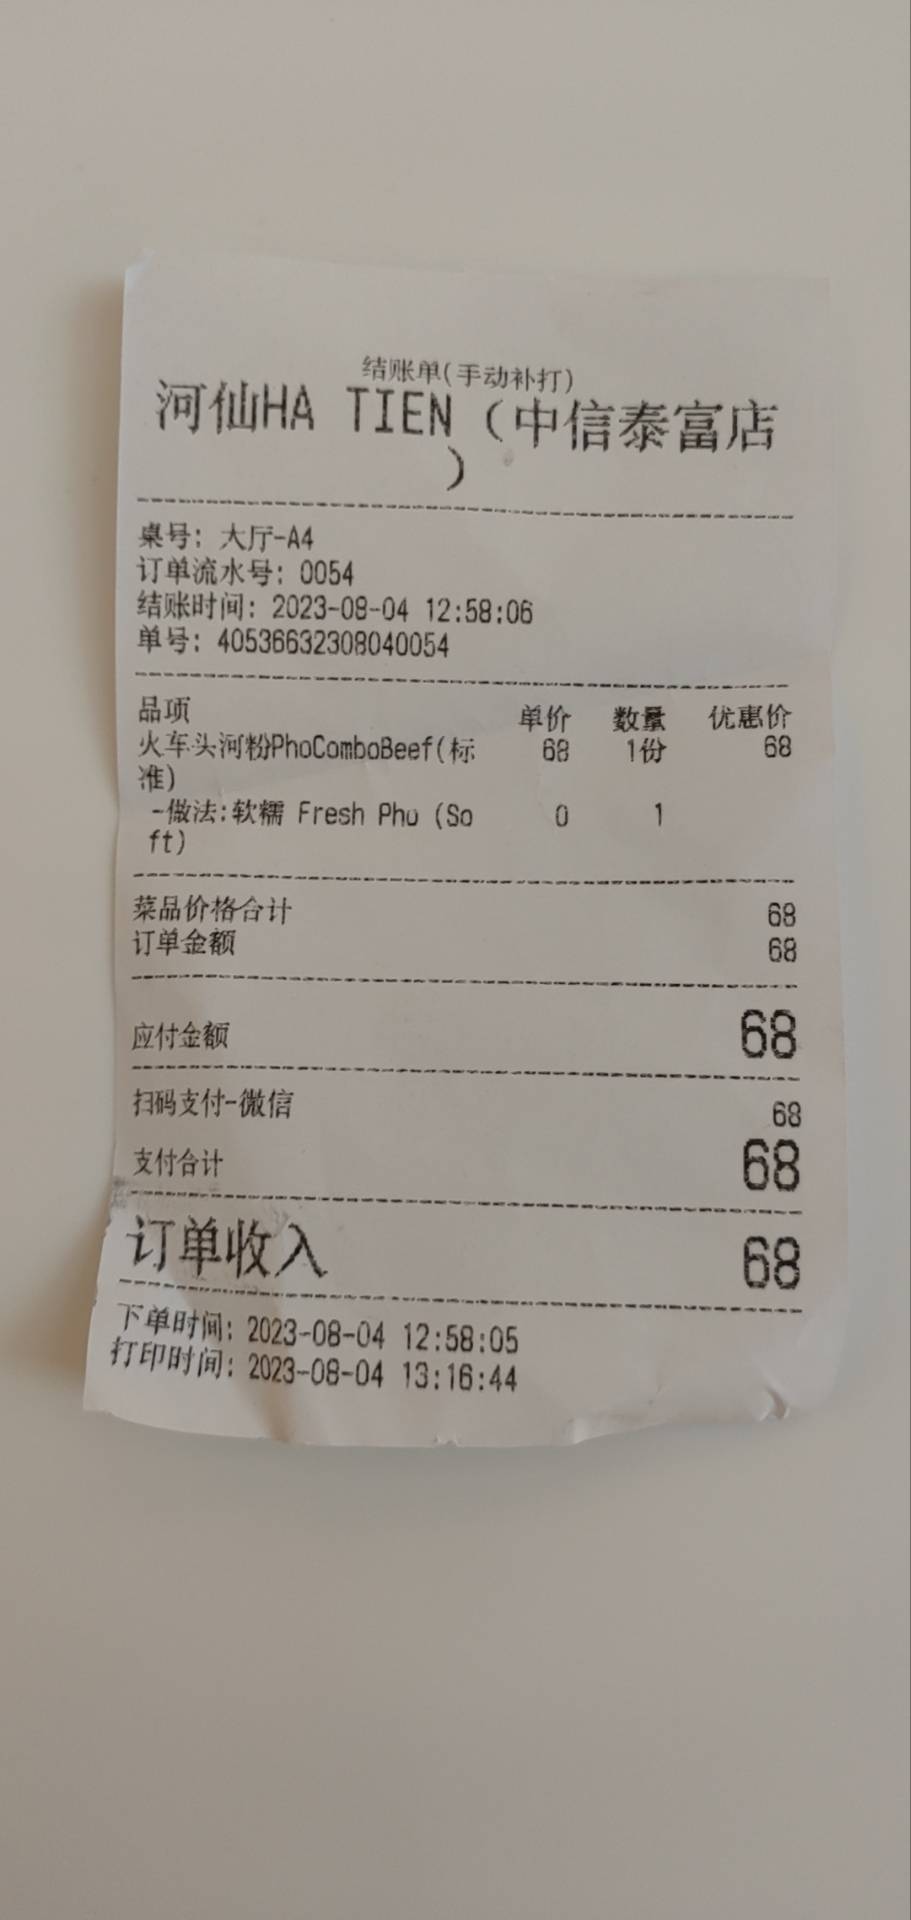 结账单(手动补打)
河仙HA TIEN（中信泰富店
）
桌号: 大厅-A4
订单流水号: 0054
结账时间: 2023-08-04 12:58:06
单号: 40536632308040054
品项 单价 数量 优惠价
火车头河粉PhoComboBeef(标 68 1份 68
准)
-做法:软糯 Fresh Pho (So 0 1
ft)
菜品价格合计 68
订单金额 68
应付金额 68
扫码支付-微信 68
支付合计 68
订单收入 68
下单时间: 2023-08-04 12:58:05
打印时间: 2023-08-04 13:16:44